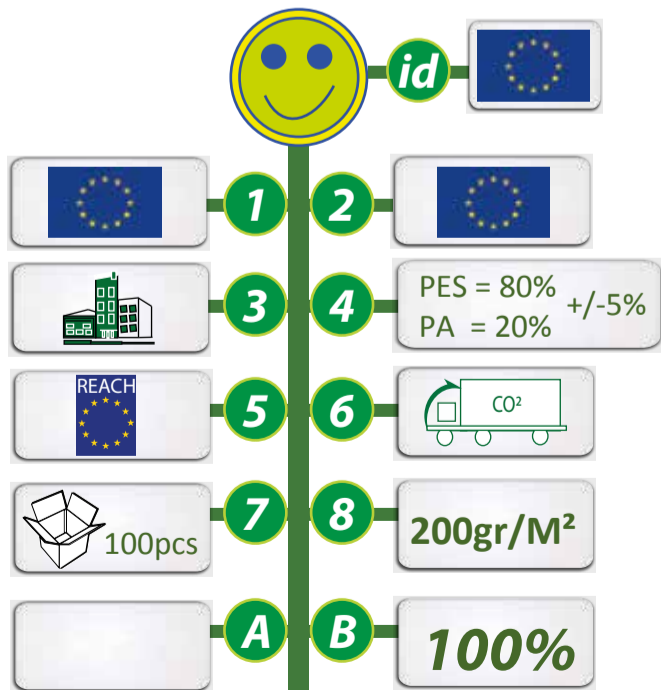 id
1
2
3
4
PES = 80%
PA = 20%
+/-5%
REACH
5
6
CO²
7
100pcs
8
200gr/M²
A
B
100%